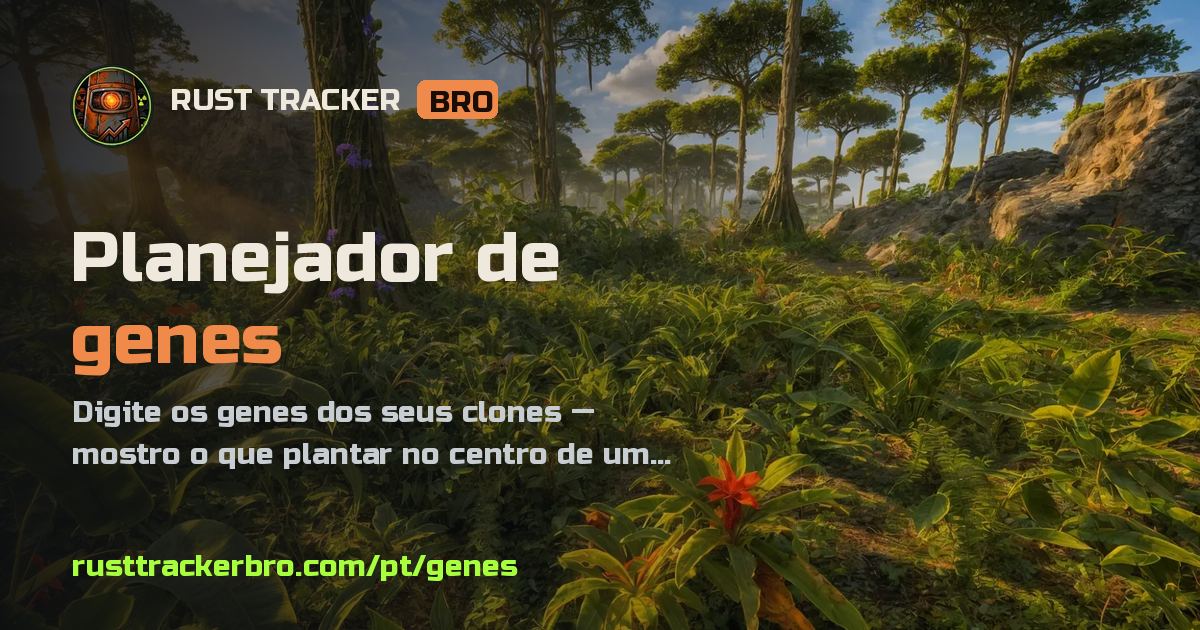 RUST TRACKER BRO
Planejador de
genes
Digite os genes dos seus clones —
mostro o que plantar no centro de um...
rusttrackerbro.com/pt/genes